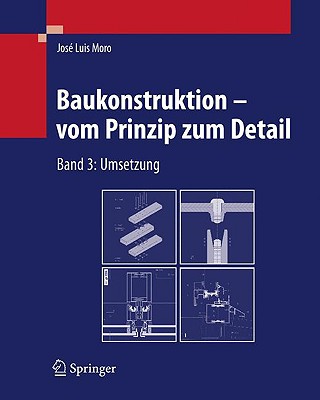 José Luis Moro
Baukonstruktion –
vom Prinzip zum Detail
Band 3: Umsetzung
Springer